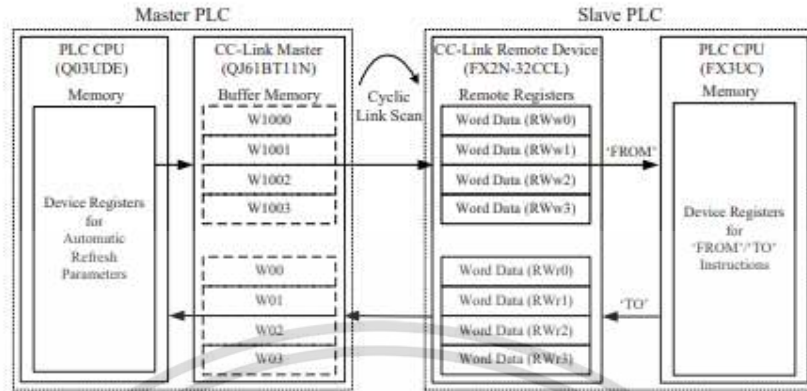 Master PLC
PLC CPU
(Q03UDE)
Memory
Device Registers
for
Automatic
Refresh
Parameters
CC-Link Master
(QJ61BT11N)
Buffer Memory
W1000
W1001
W1002
W1003
W00
W01
W02
W03
Cyclic
Link Scan
Slave PLC
CC-Link Remote Device
(FX2N-32CCL)
Remote Registers
Word Data (RWw0)
Word Data (RWw1)
Word Data (RWw2)
Word Data (RWw3)
Word Data (RWr0)
Word Data (RWr1)
Word Data (RWr2)
Word Data (RWr3)
'FROM'
'TO'
PLC CPU
(FX3UC)
Memory
Device Registers
for
'FROM'/'TO'
Instructions